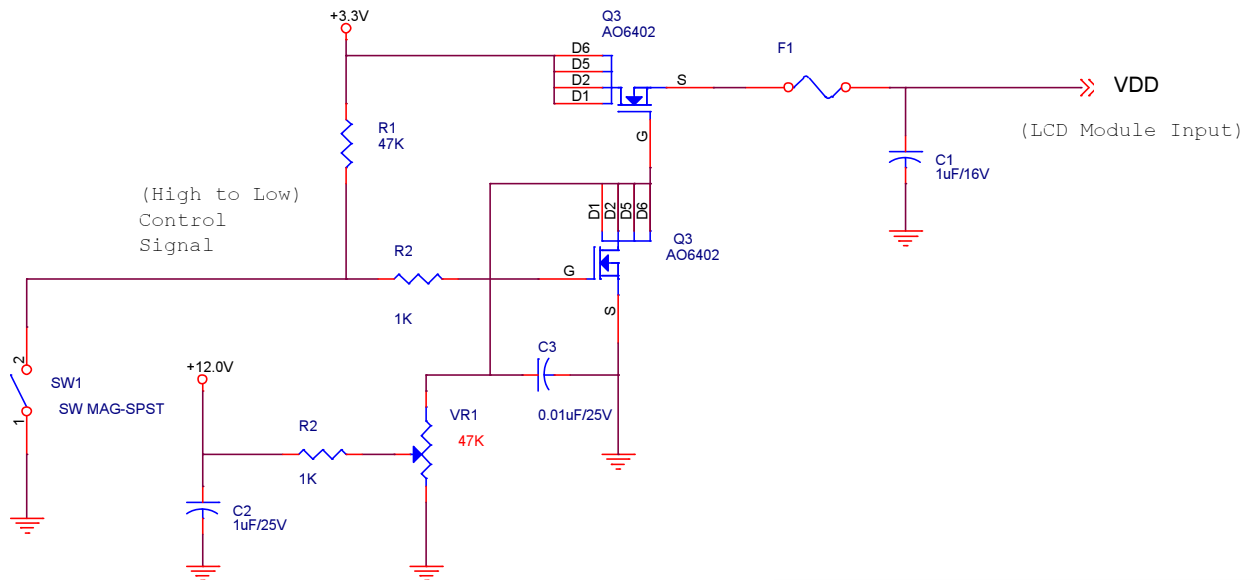 +3.3V
Q3
AO6402
D6
D5
D2
D1
S
G
F1
VDD
(LCD Module Input)
R1
47K
C1
1uF/16V
(High to Low)
Control
Signal
D1
D2
D5
D6
Q3
AO6402
R2
1K
G
S
2
1
SW1
SW MAG-SPST
+12.0V
C3
0.01uF/25V
R2
1K
VR1
47K
C2
1uF/25V